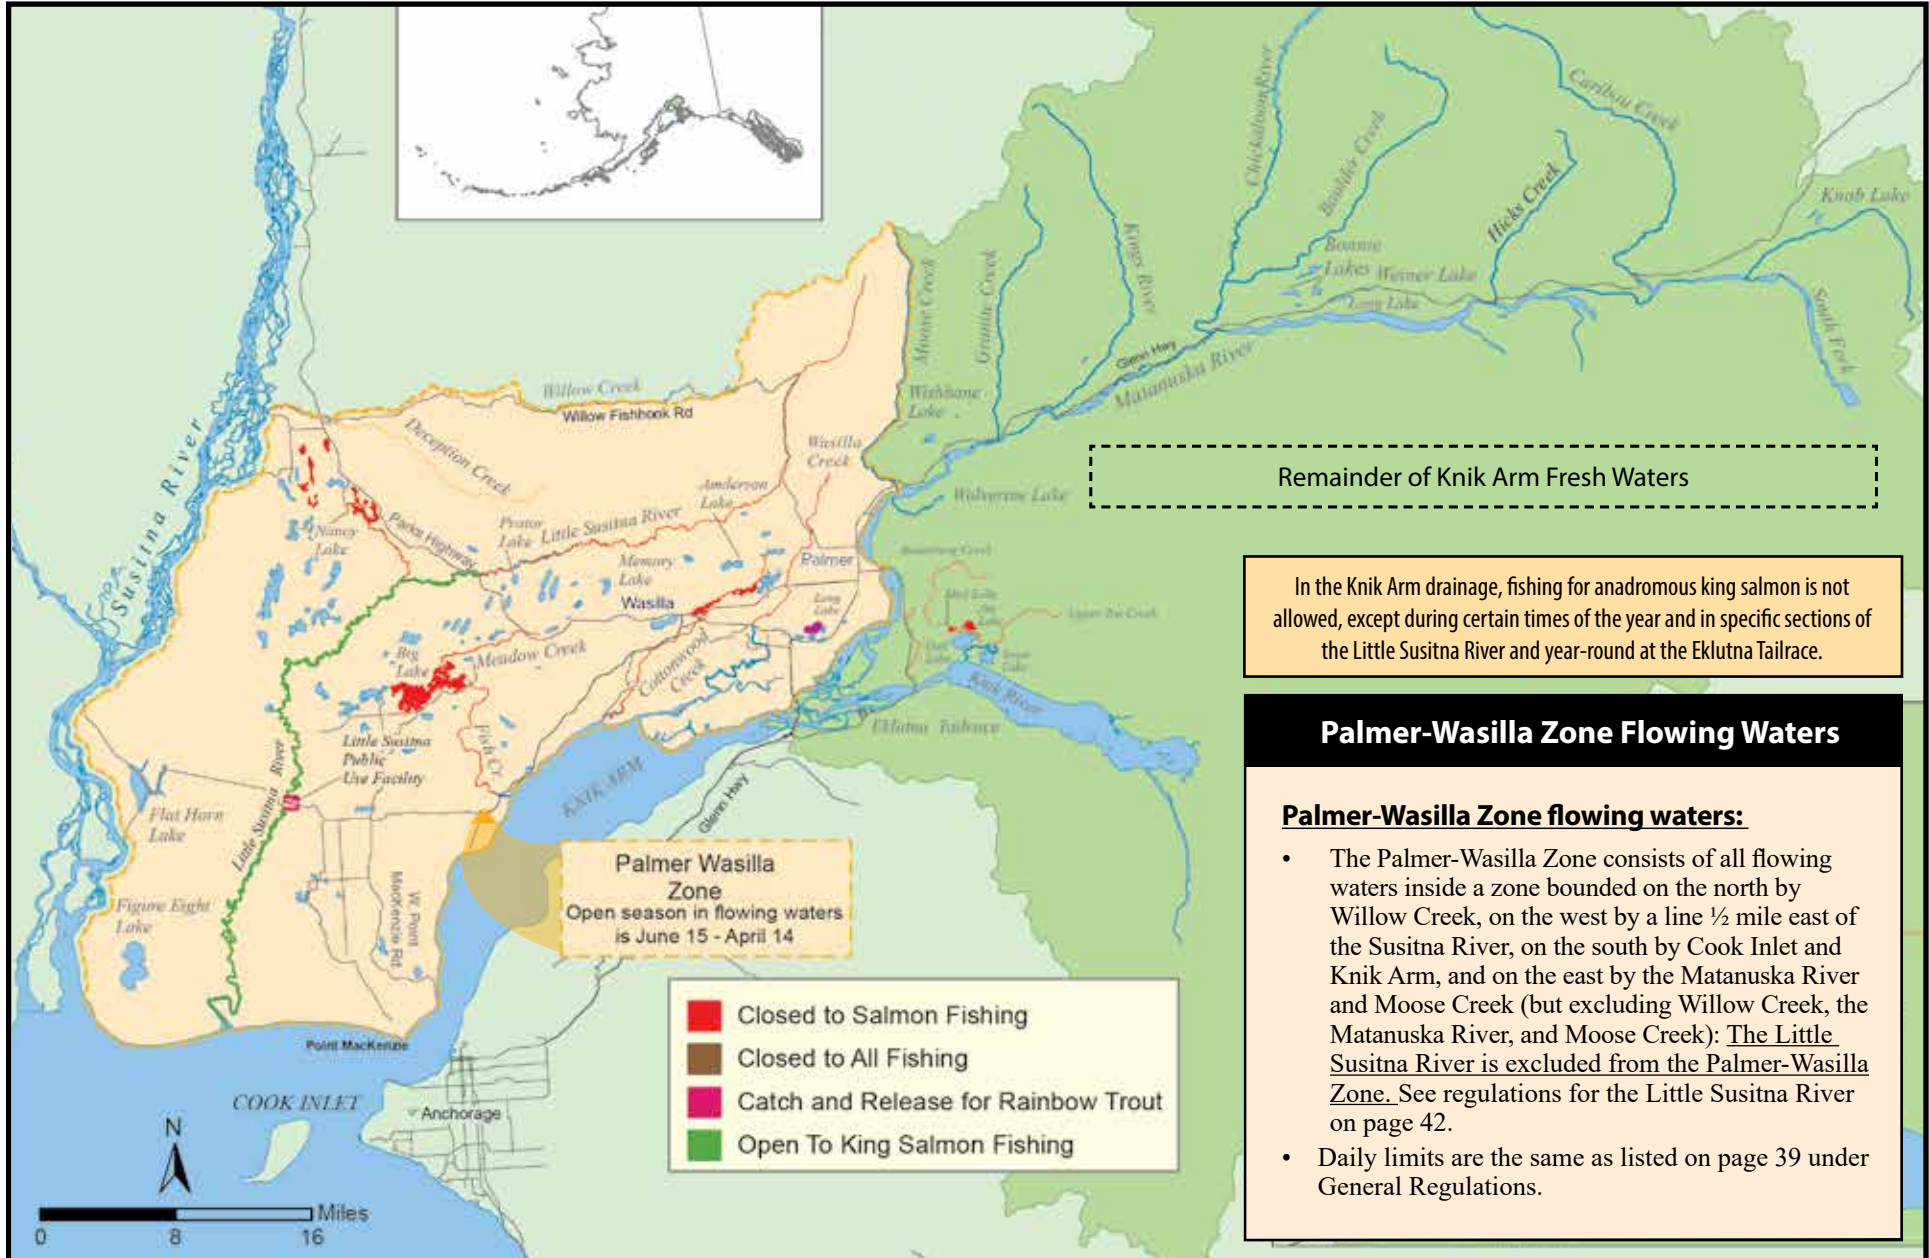 Susitna River
Willow Creek
Willow Fishhook Rd
Deception Creek
Moose Creek
Granite Creek
Kings River
Chickaloon River
Boulder Creek
Caribou Creek
Hicks Creek
Knob Lake
Bonnie
Lakes
Weiner Lake
Long Lake
South Fork
Glenn Hwy
Matanuska River
Wishbone
Lake
Wasilla
Creek
Anderson
Lake
Wolverine Lake
Remainder of Knik Arm Fresh Waters
Nancy
Lake
Parks Highway
Prator
Lake
Little Susitna River
Memory
Lake
Wasilla
Palmer
Long
Lake
Big
Lake
Meadow Creek
Cottonwood
Creek
Knik River
Eklutna Tailrace
Fish Cr.
KNIK ARM
Glenn Hwy
Little Susitna
Public
Use Facility
Little Susitna River
Flat Horn
Lake
Figure Eight
Lake
W. Point
MacKenzie Rd.
Point MacKenzie
Palmer Wasilla
Zone
Open season in flowing waters
is June 15 - April 14
In the Knik Arm drainage, fishing for anadromous king salmon is not
allowed, except during certain times of the year and in specific sections of
the Little Susitna River and year-round at the Eklutna Tailrace.
Closed to Salmon Fishing
Closed to All Fishing
Catch and Release for Rainbow Trout
Open To King Salmon Fishing
COOK INLET
Anchorage
N
Miles
0 8 16
Palmer-Wasilla Zone Flowing Waters
Palmer-Wasilla Zone flowing waters:
• The Palmer-Wasilla Zone consists of all flowing
waters inside a zone bounded on the north by
Willow Creek, on the west by a line ½ mile east of
the Susitna River, on the south by Cook Inlet and
Knik Arm, and on the east by the Matanuska River
and Moose Creek (but excluding Willow Creek, the
Matanuska River, and Moose Creek): The Little
Susitna River is excluded from the Palmer-Wasilla
Zone. See regulations for the Little Susitna River
on page 42.
• Daily limits are the same as listed on page 39 under
General Regulations.